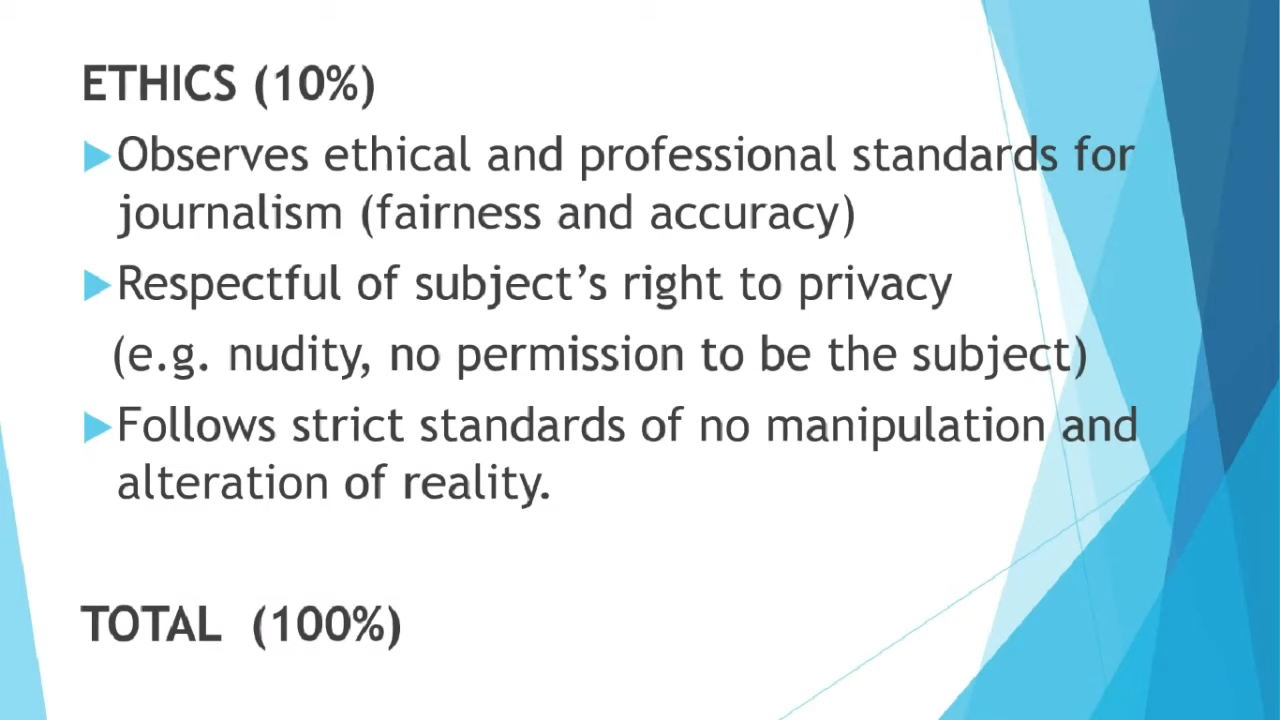 ETHICS (10%)
Observes ethical and professional standards for
journalism (fairness and accuracy)
Respectful of subject’s right to privacy
(e.g. nudity, no permission to be the subject)
Follows strict standards of no manipulation and
alteration of reality.
TOTAL (100%)